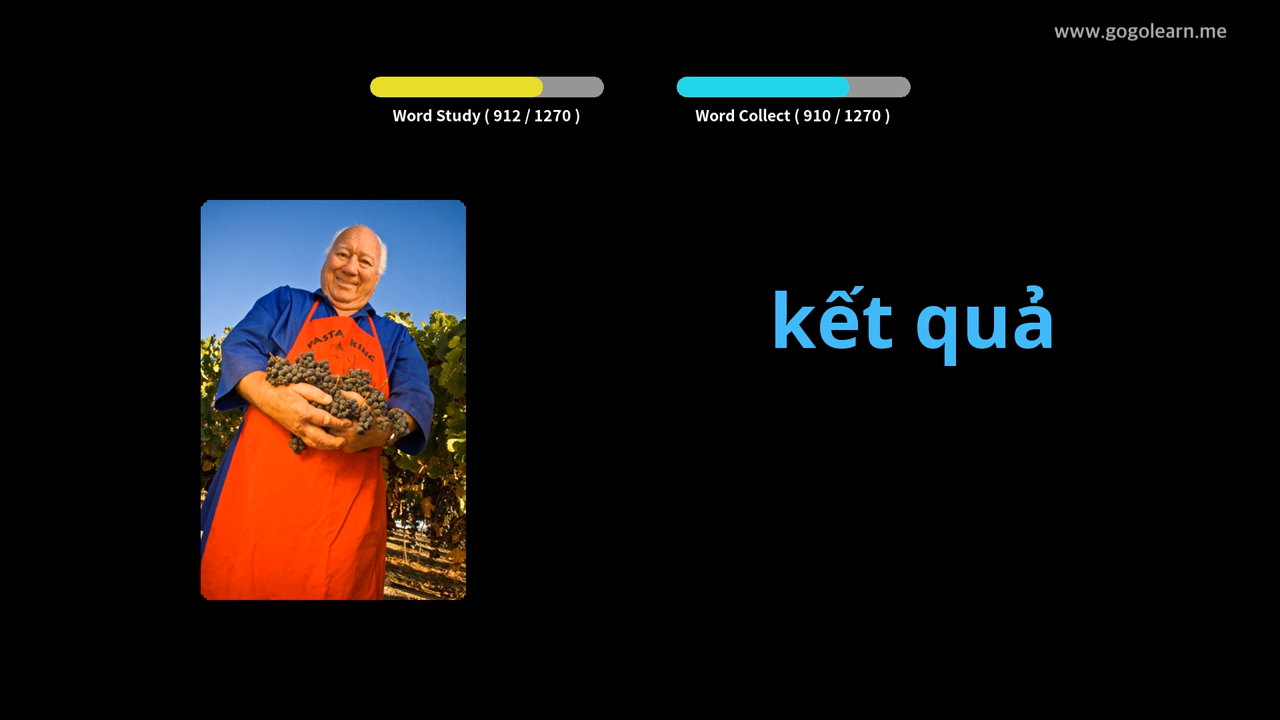 www.gogolearn.me
Word Study ( 912 / 1270 )
Word Collect ( 910 / 1270 )
PASTA KING
kết quả